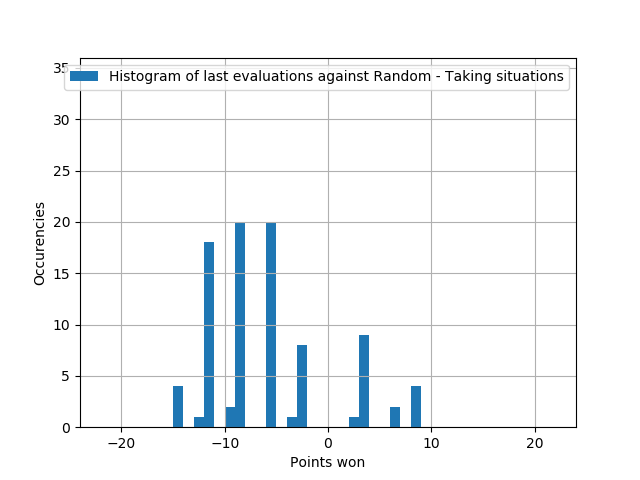 Histogram of last evaluations against Random - Taking situations
35
30
25
20
15
10
5
0
Occurencies
−20 −10 0 10 20
Points won